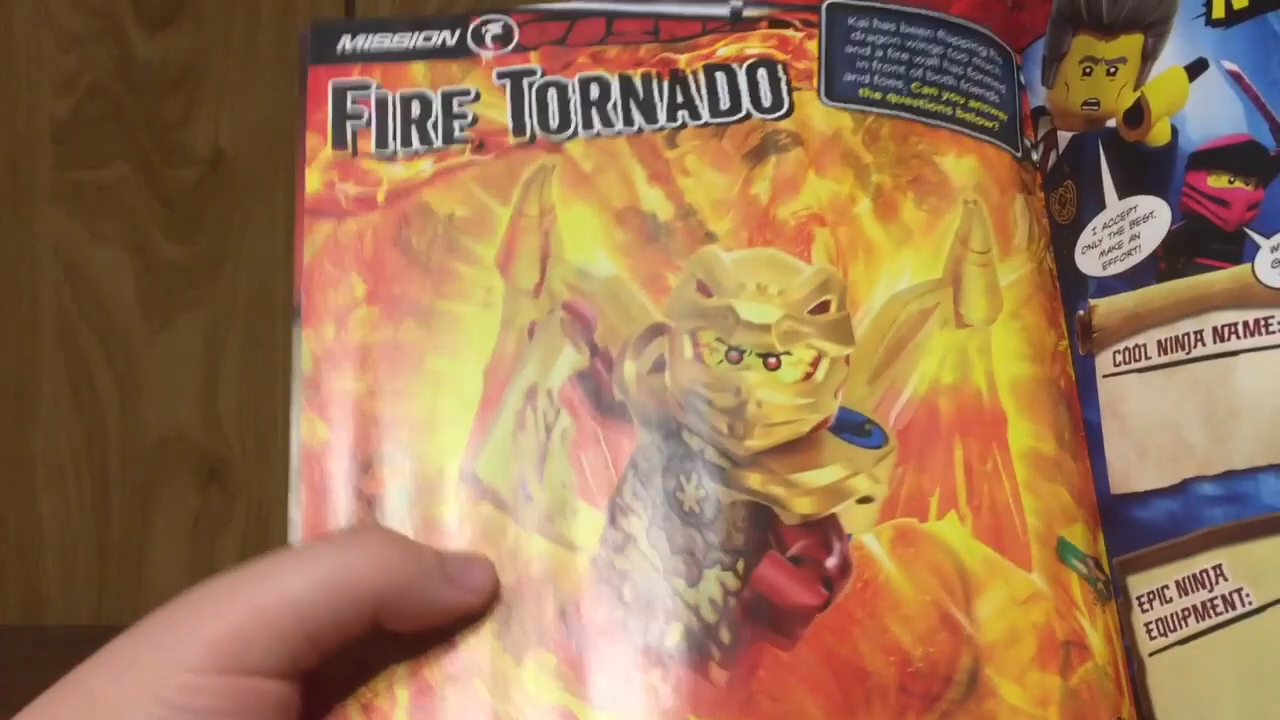 MISSION
FIRE TORNADO
Kai has been flapping his
dragon wings too much,
and a fire wall has formed
in front of both friends
and foes. Can you answer
the questions below?
I ACCEPT
ONLY THE BEST.
MAKE AN
EFFORT!
COOL NINJA NAME:
EPIC NINJA
EQUIPMENT: